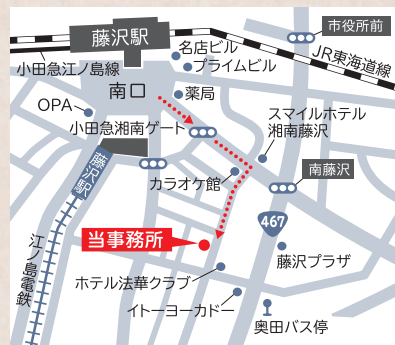 市役所前
藤沢駅
名店ビル
JR東海道線
小田急江ノ島線
プライムビル
南口
薬局
OPA
スマイルホテル
湘南藤沢
小田急湘南ゲート
藤沢駅
カラオケ館
南藤沢
467
当事務所
藤沢プラザ
江ノ島電鉄
ホテル法華クラブ
イトーヨーカドー
奥田バス停